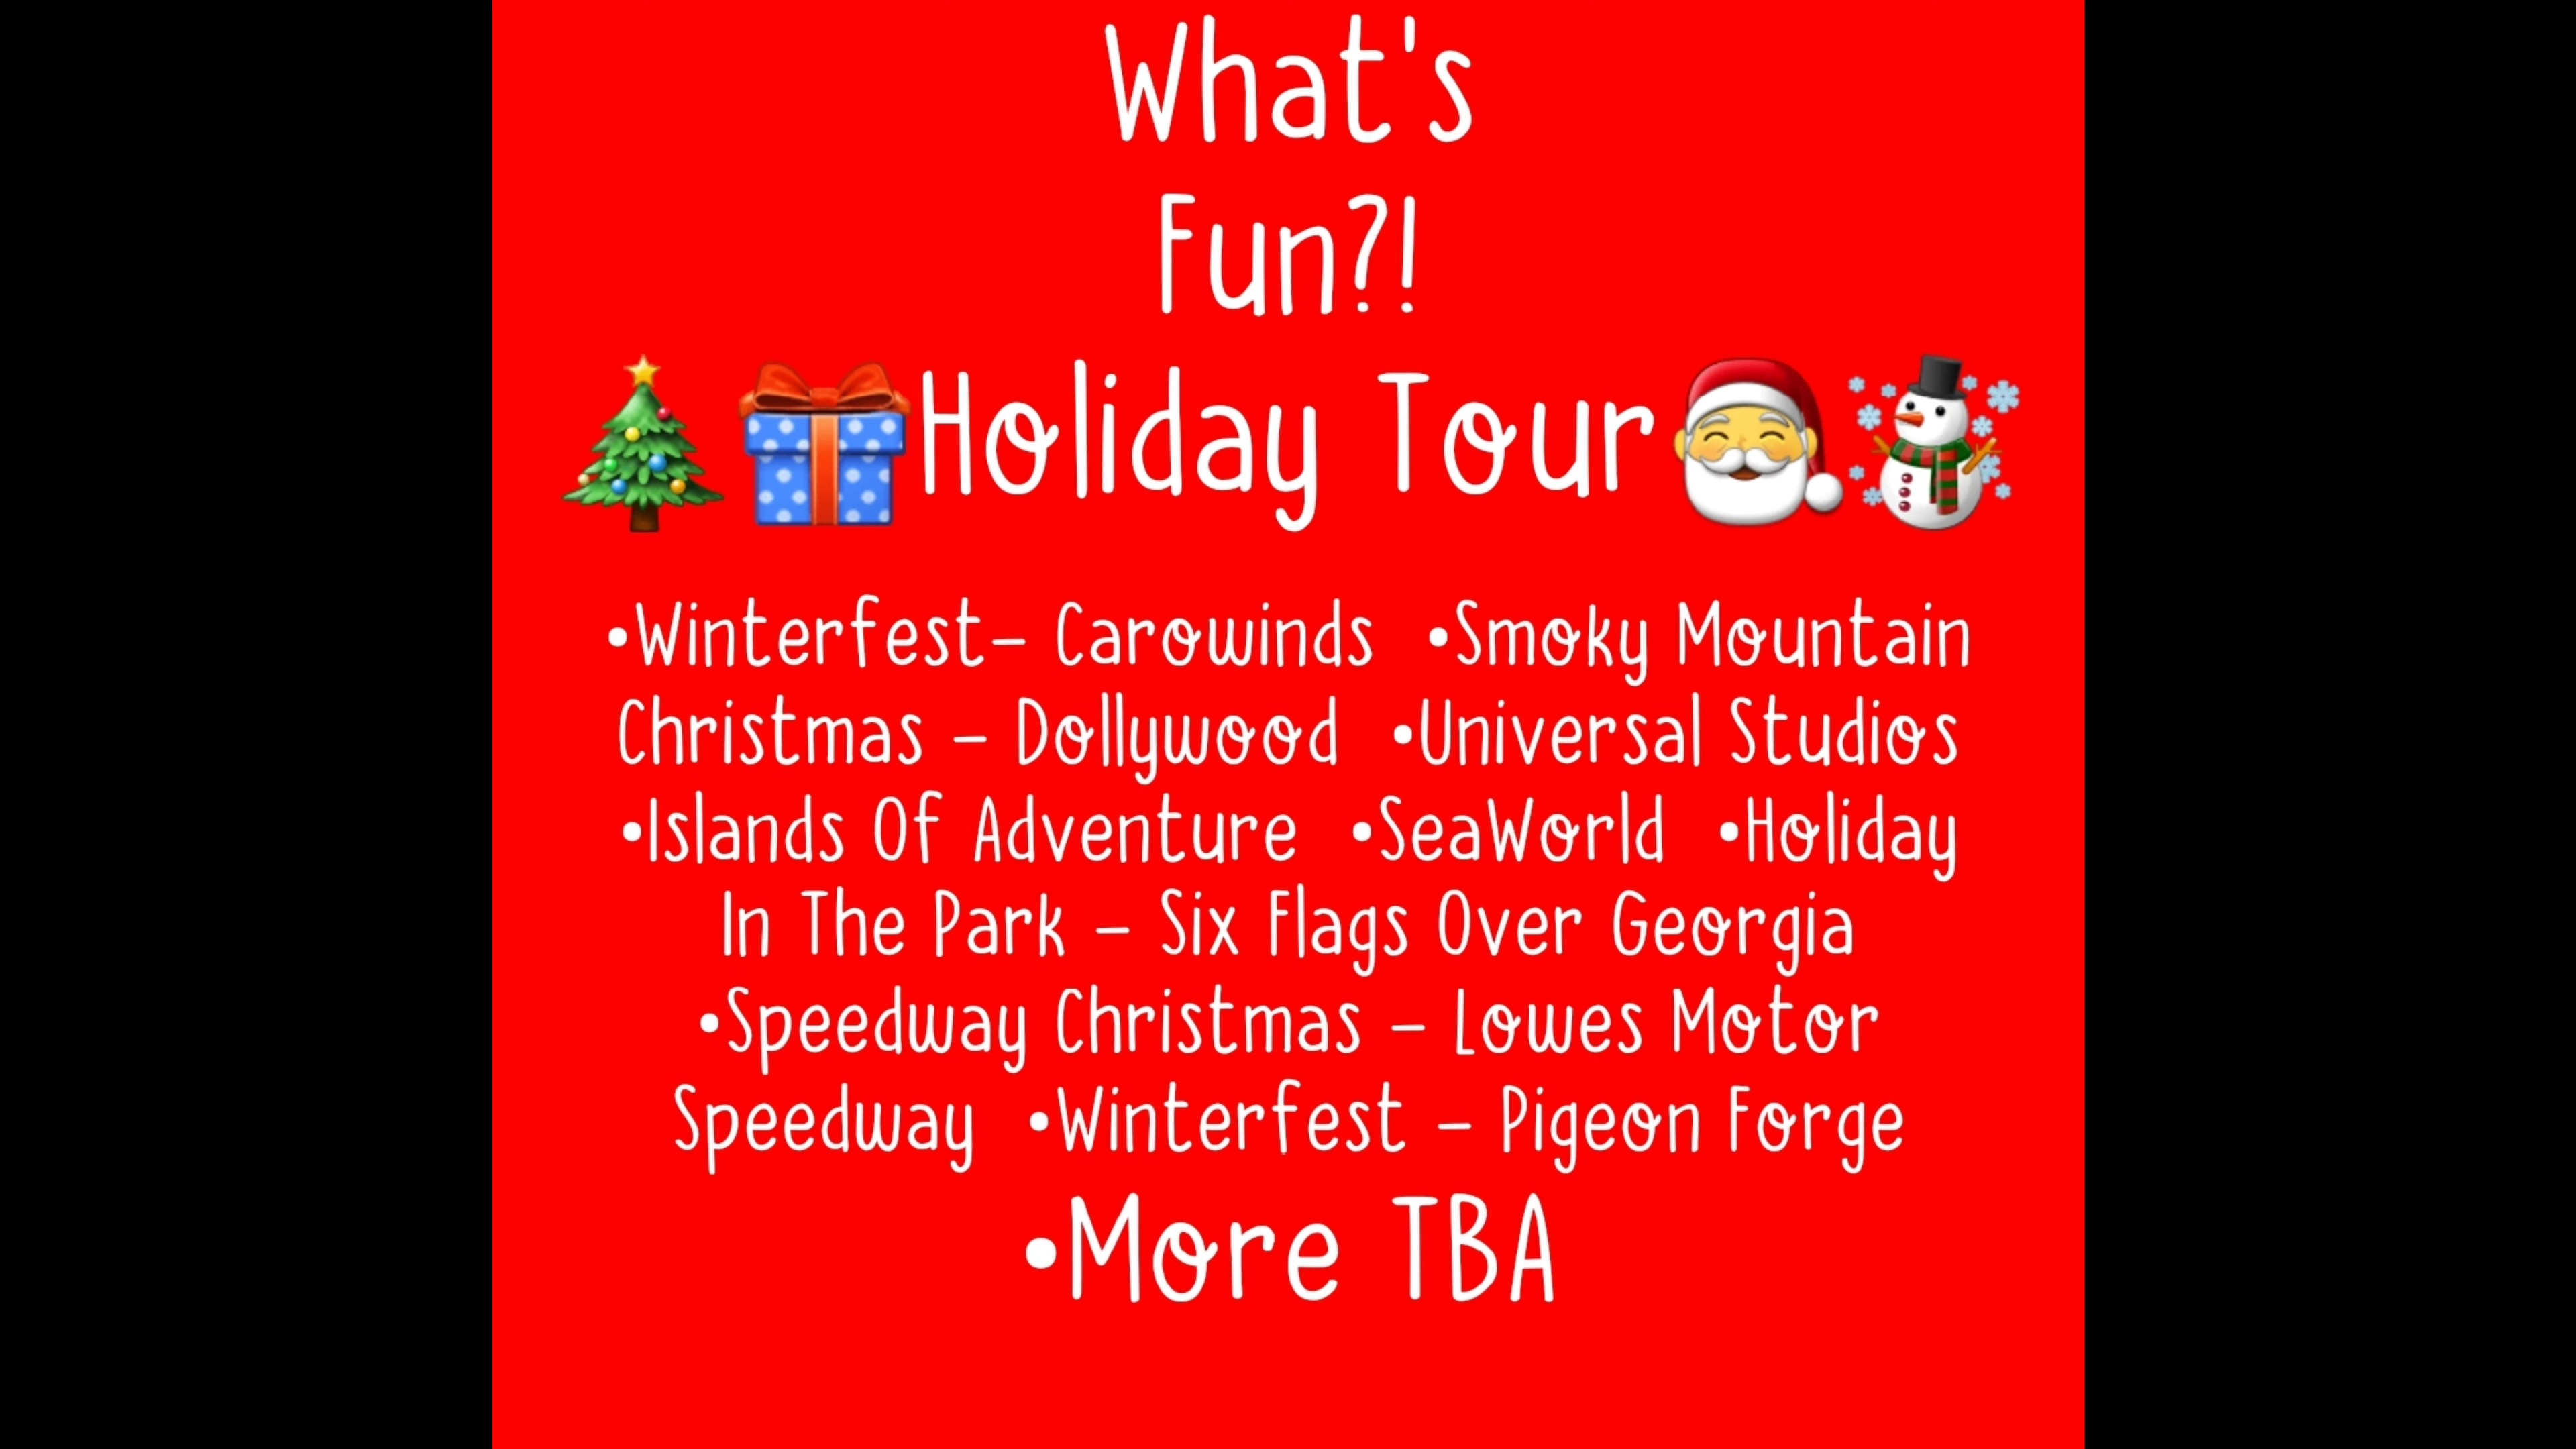 What's
Fun?!
🎄🎁Holiday Tour🎅☃️
•Winterfest– Carowinds •Smoky Mountain
Christmas – Dollywood •Universal Studios
•Islands Of Adventure •SeaWorld •Holiday
In The Park – Six Flags Over Georgia
•Speedway Christmas – Lowes Motor
Speedway •Winterfest – Pigeon Forge
•More TBA